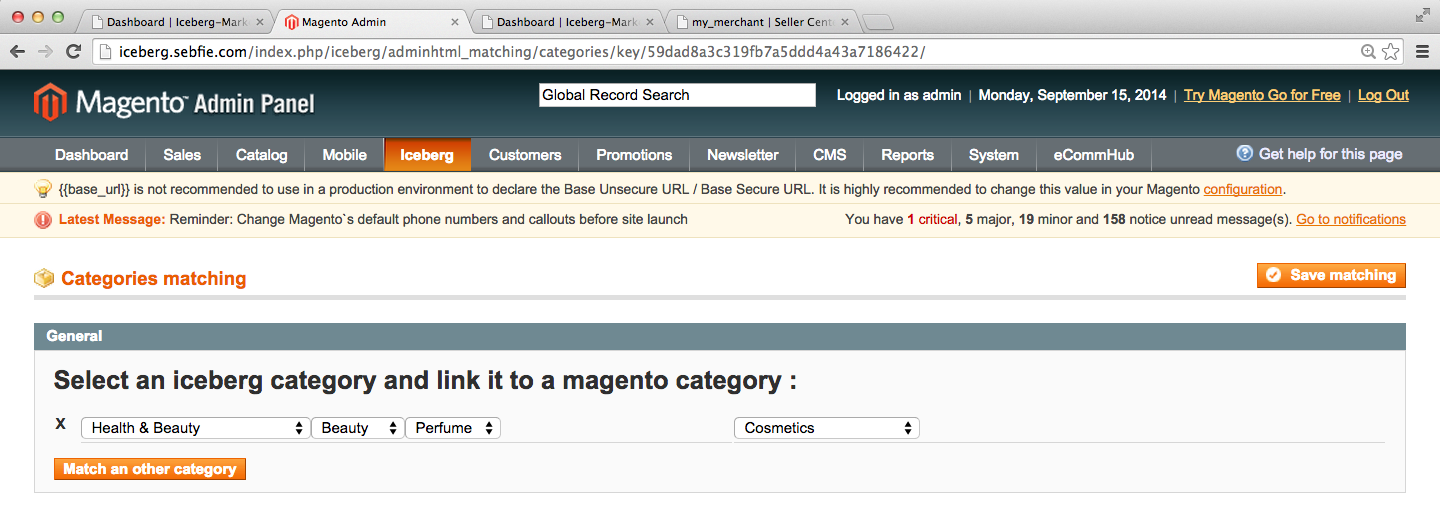 Dashboard | Iceberg-Mark × Magento Admin × Dashboard | Iceberg-Mark × my_merchant | Seller Cent ×
iceberg.sebfie.com/index.php/iceberg/adminhtml_matching/categories/key/59dad8a3c319fb7a5ddd4a43a7186422/
Magento™ Admin Panel Global Record Search Logged in as admin | Monday, September 15, 2014 | Try Magento Go for Free | Log Out
Dashboard Sales Catalog Mobile Iceberg Customers Promotions Newsletter CMS Reports System eCommHub Get help for this page
{{base_url}} is not recommended to use in a production environment to declare the Base Unsecure URL / Base Secure URL. It is highly recommended to change this value in your Magento configuration.
Latest Message: Reminder: Change Magento`s default phone numbers and callouts before site launch You have 1 critical, 5 major, 19 minor and 158 notice unread message(s). Go to notifications
Categories matching Save matching
General
Select an iceberg category and link it to a magento category :
X Health & Beauty Beauty Perfume Cosmetics
Match an other category